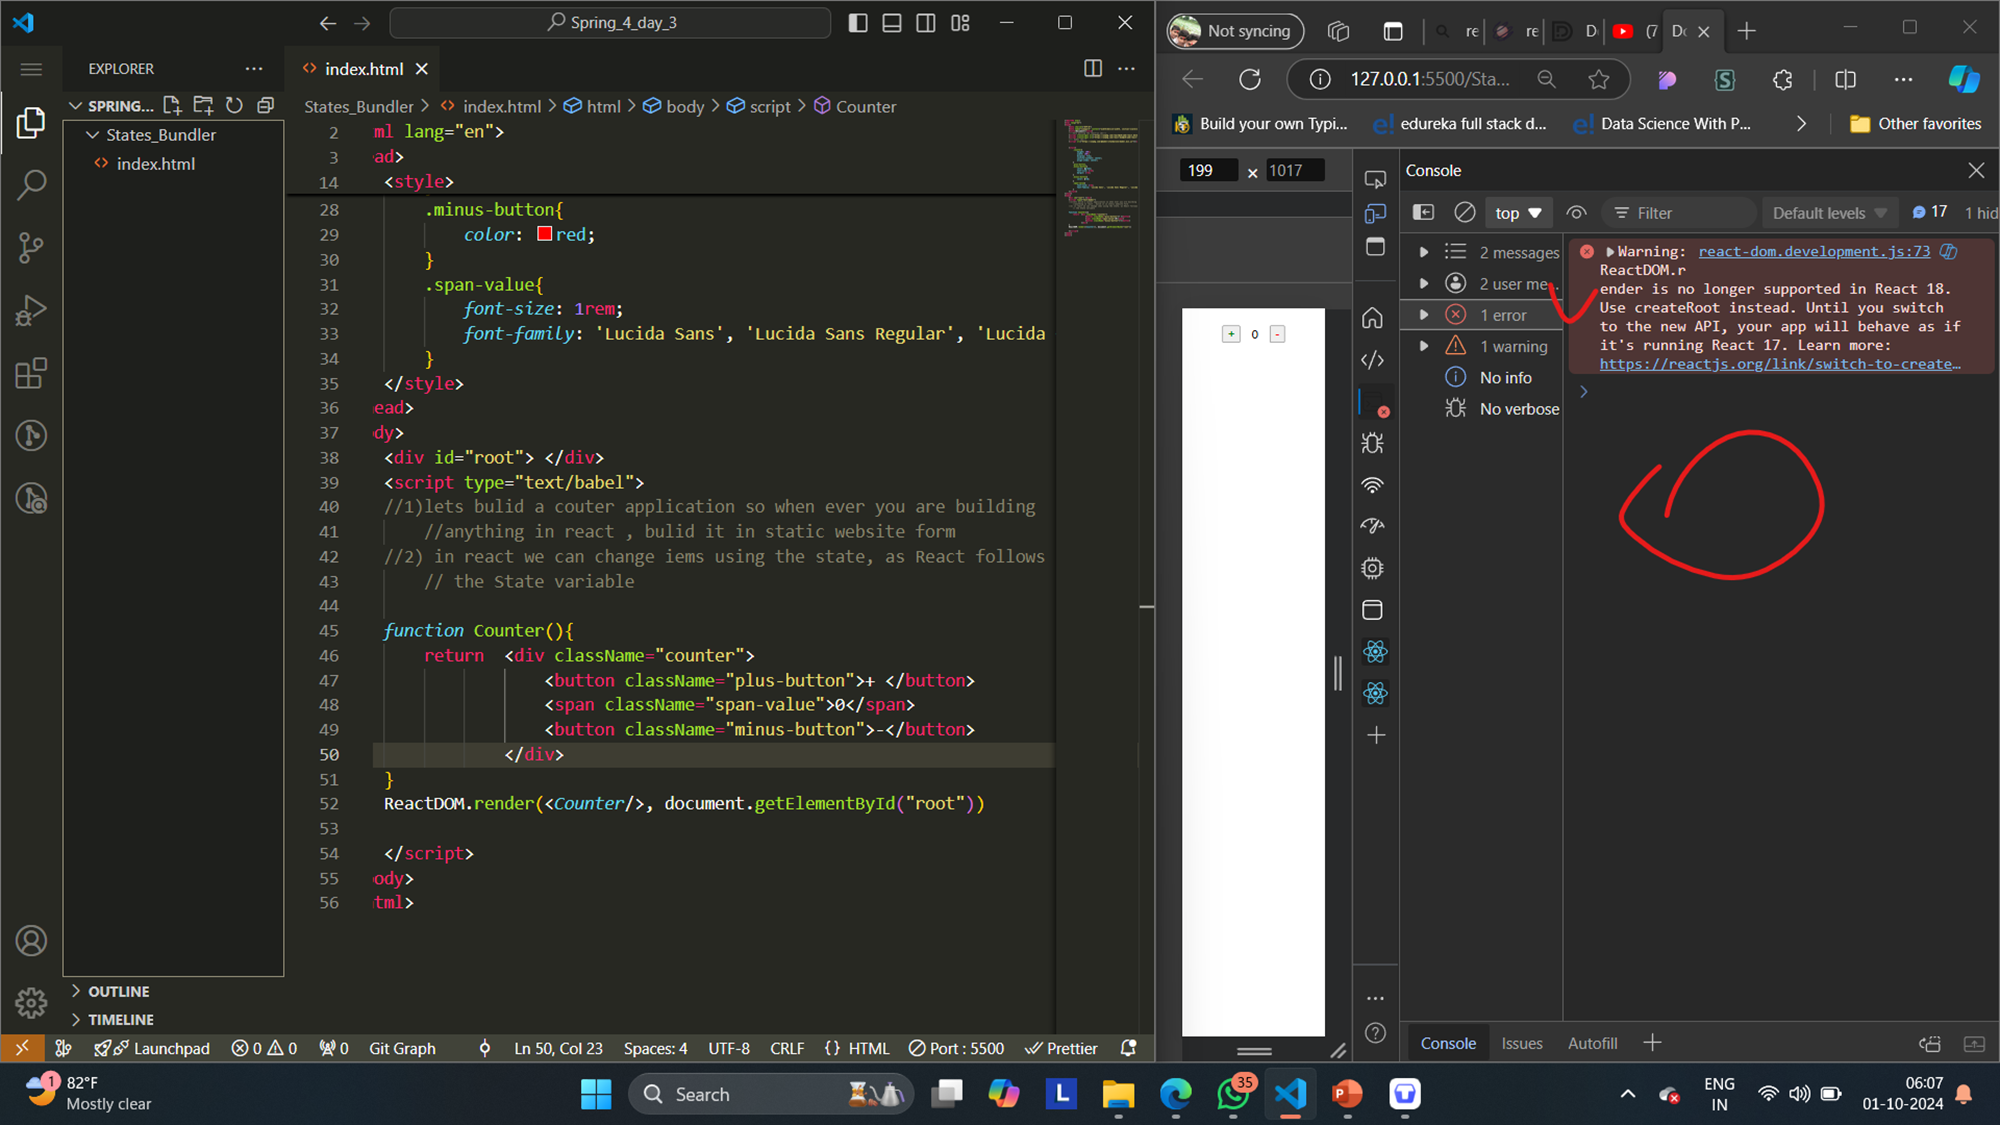 Spring_4_day_3
EXPLORER
index.html
SPRING...
States_Bundler
index.html
States_Bundler > index.html > html > body > script > Counter
2 ml lang="en">
3 ad>
14 <style>
28 .minus-button{
29 color: red;
30 }
31 .span-value{
32 font-size: 1rem;
33 font-family: 'Lucida Sans', 'Lucida Sans Regular', 'Lucida
34 }
35 </style>
36 ead>
37 dy>
38 <div id="root"> </div>
39 <script type="text/babel">
40 //1)lets bulid a couter application so when ever you are building
41 //anything in react , bulid it in static website form
42 //2) in react we can change iems using the state, as React follows
43 // the State variable
44
45 function Counter(){
46 return <div className="counter">
47 <button className="plus-button">+ </button>
48 <span className="span-value">0</span>
49 <button className="minus-button">-</button>
50 </div>
51 }
52 ReactDOM.render(<Counter/>, document.getElementById("root"))
53
54 </script>
55 ody>
56 tml>
OUTLINE
TIMELINE
Launchpad
0 0
0
Git Graph
Ln 50, Col 23
Spaces: 4
UTF-8
CRLF
{} HTML
Port : 5500
Prettier
Not syncing
re
re
D
(7
Do
127.0.0.1:5500/Sta...
Build your own Typi...
edureka full stack d...
Data Science With P...
Other favorites
199 × 1017
+ 0 -
Console
top
Filter
Default levels
17
1 hid
2 messages
2 user me...
1 error
1 warning
No info
No verbose
Warning: react-dom.development.js:73
ReactDOM.r
ender is no longer supported in React 18.
Use createRoot instead. Until you switch
to the new API, your app will behave as if
it's running React 17. Learn more:
https://reactjs.org/link/switch-to-create…
Console
Issues
Autofill
1
82°F
Mostly clear
Search
L
35
ENG
IN
06:07
01-10-2024